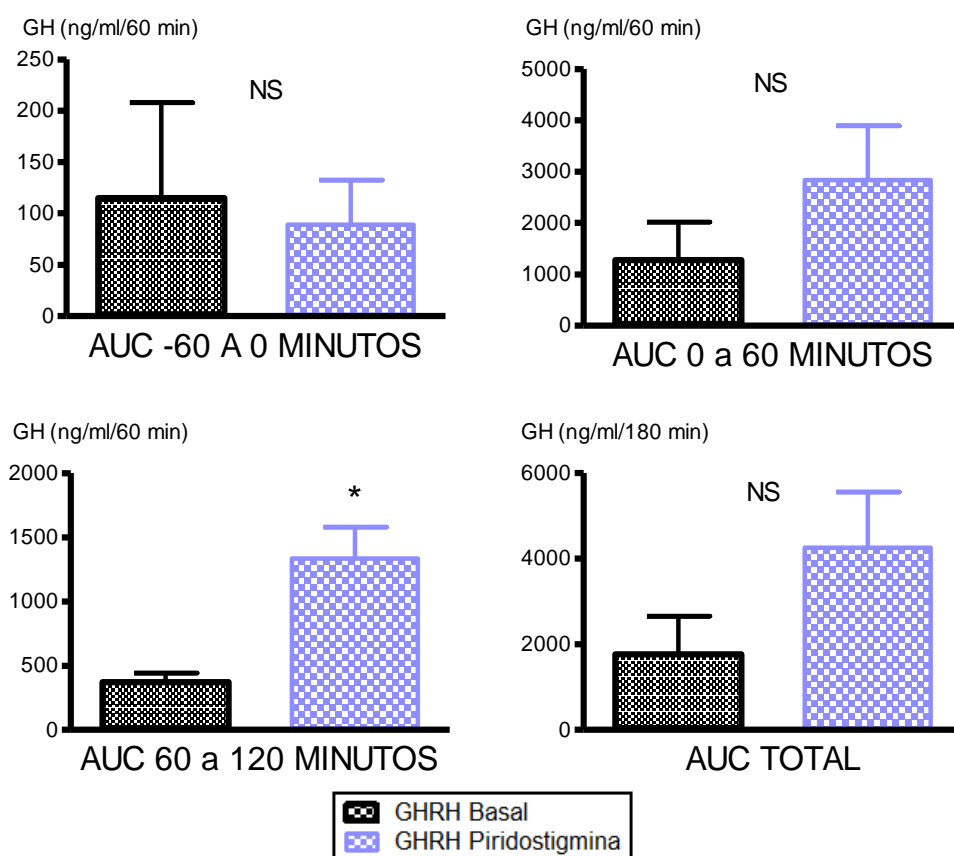 GH (ng/ml/60 min)
250
200
150
100
50
0
NS
AUC -60 A 0 MINUTOS
GH (ng/ml/60 min)
5000
4000
3000
2000
1000
0
NS
AUC 0 a 60 MINUTOS
GH (ng/ml/60 min)
2000
1500
1000
500
0
*
AUC 60 a 120 MINUTOS
GH (ng/ml/180 min)
6000
4000
2000
0
NS
AUC TOTAL
GHRH Basal
GHRH Piridostigmina